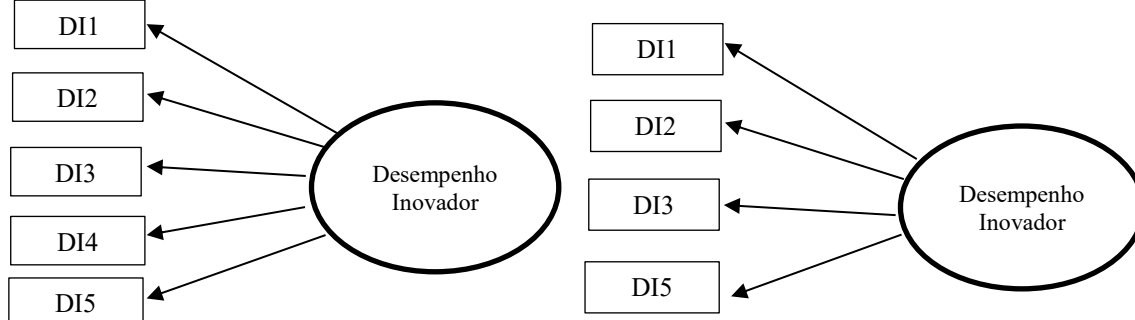 DI1
DI2
DI3
DI4
DI5
Desempenho
Inovador
DI1
DI2
DI3
DI5
Desempenho
Inovador